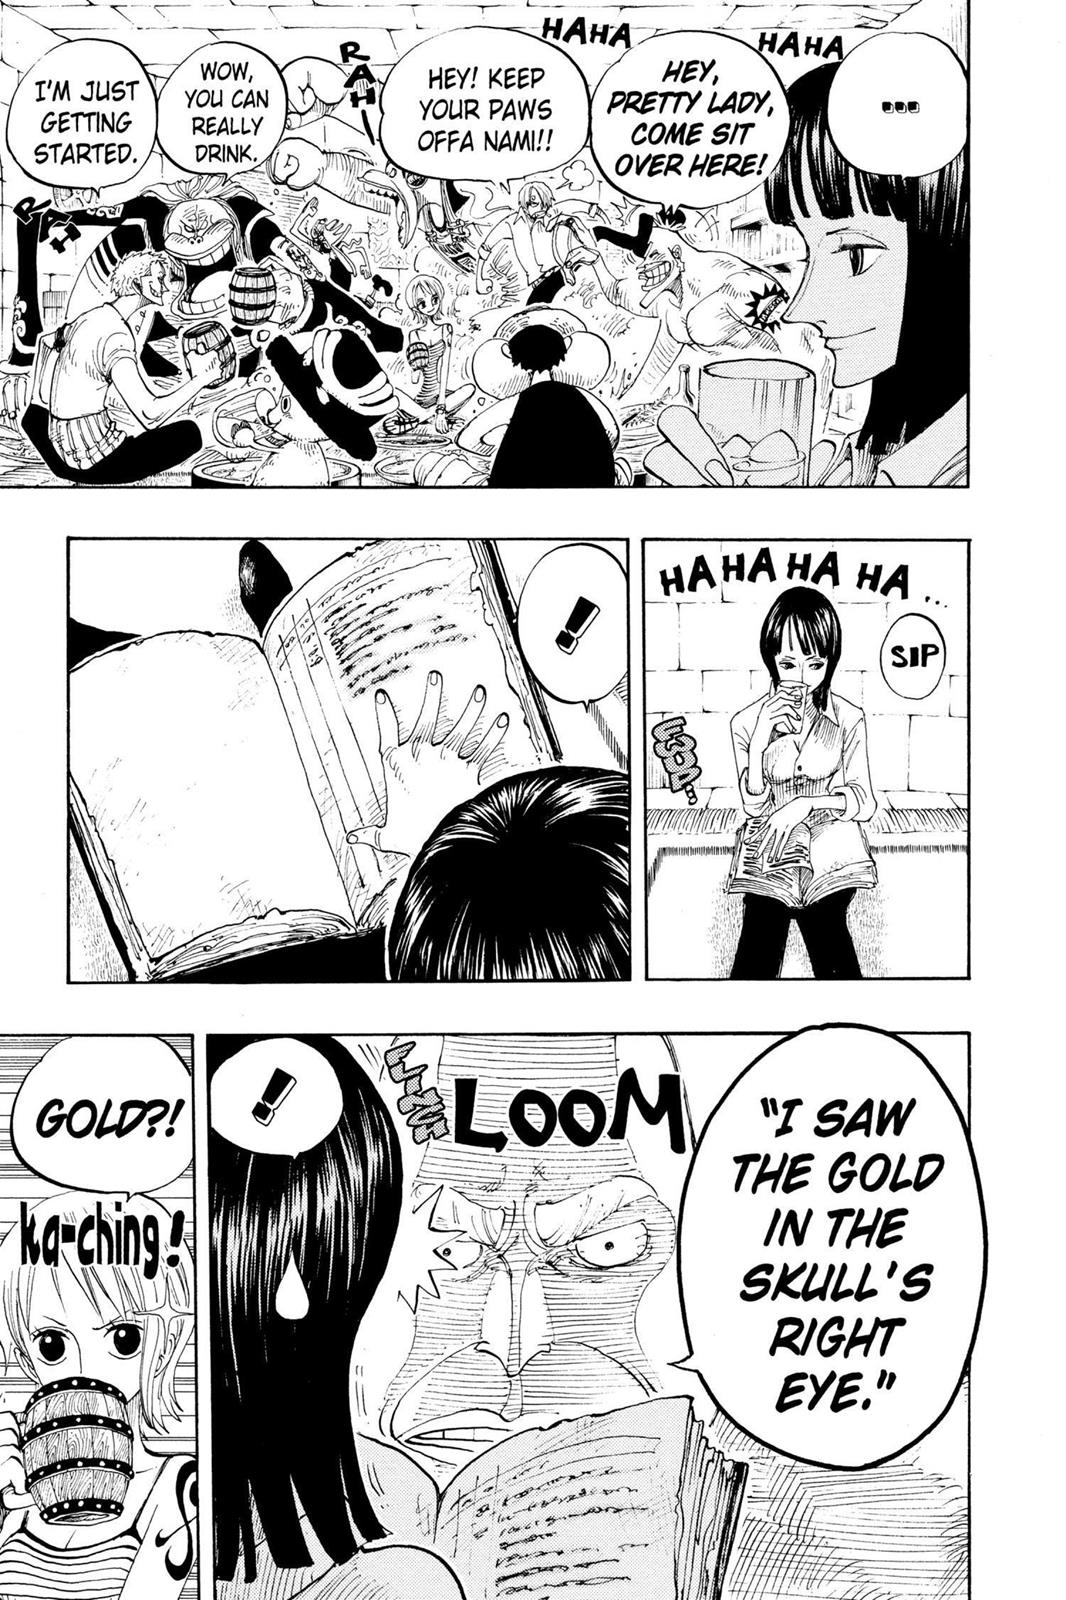 ...
HAHA
HEY,
PRETTY LADY,
COME SIT
OVER HERE!
HAHA
HEY! KEEP
YOUR PAWS
OFFA NAMI!!
RAH!
WOW,
YOU CAN
REALLY
DRINK.
I'M JUST
GETTING
STARTED.
RAH
HAHAHAHA...
SIP
!
"I SAW
THE GOLD
IN THE
SKULL'S
RIGHT
EYE."
LOOM
!
GOLD?!
ka-ching!